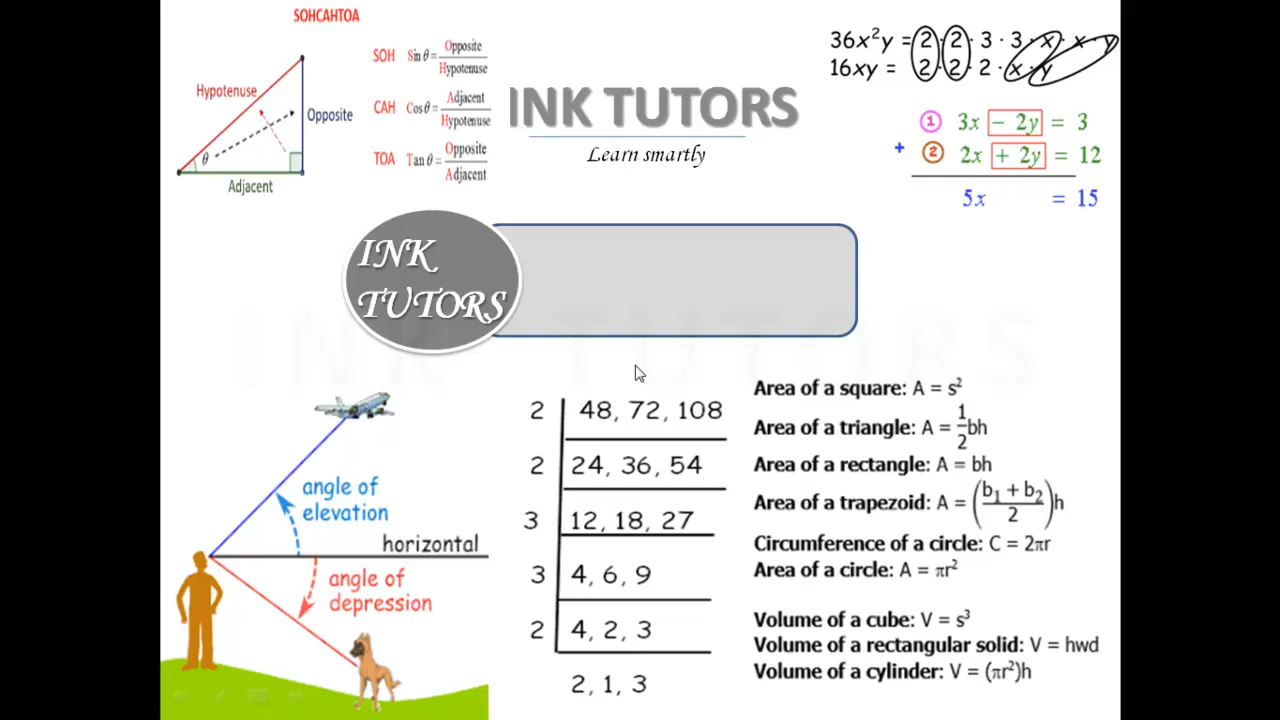 SOHCAHTOA
Hypotenuse
Opposite
θ
Adjacent
SOH Sin θ = Opposite / Hypotenuse
CAH Cos θ = Adjacent / Hypotenuse
TOA Tan θ = Opposite / Adjacent
INK TUTORS
Learn smartly
36x²y = 2 · 2 · 3 · 3 · x · x · y
16xy = 2 · 2 · 2 · x · y
1 3x − 2y = 3
+ 2 2x + 2y = 12
5x = 15
INK
TUTORS
INK TUTORS
angle of
elevation
horizontal
angle of
depression
2 48, 72, 108
2 24, 36, 54
3 12, 18, 27
3 4, 6, 9
2 4, 2, 3
2, 1, 3
Area of a square: A = s²
Area of a triangle: A = 1/2 bh
Area of a rectangle: A = bh
Area of a trapezoid: A = ((b₁ + b₂)/2)h
Circumference of a circle: C = 2πr
Area of a circle: A = πr²
Volume of a cube: V = s³
Volume of a rectangular solid: V = hwd
Volume of a cylinder: V = (πr²)h